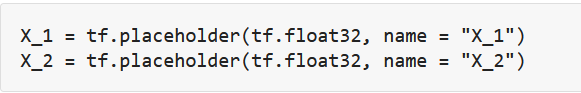 X_1 = tf.placeholder(tf.float32, name = "X_1")
X_2 = tf.placeholder(tf.float32, name = "X_2")